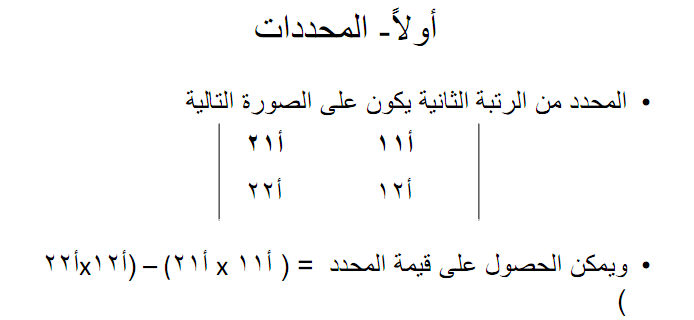 أولاً- المحددات
• المحدد من الرتبة الثانية يكون على الصورة التالية
أ١١ أ٢١
أ١٢ أ٢٢
• ويمكن الحصول على قيمة المحدد = ( أ١١ x أ٢١) – (أ١٢xأ٢٢
)